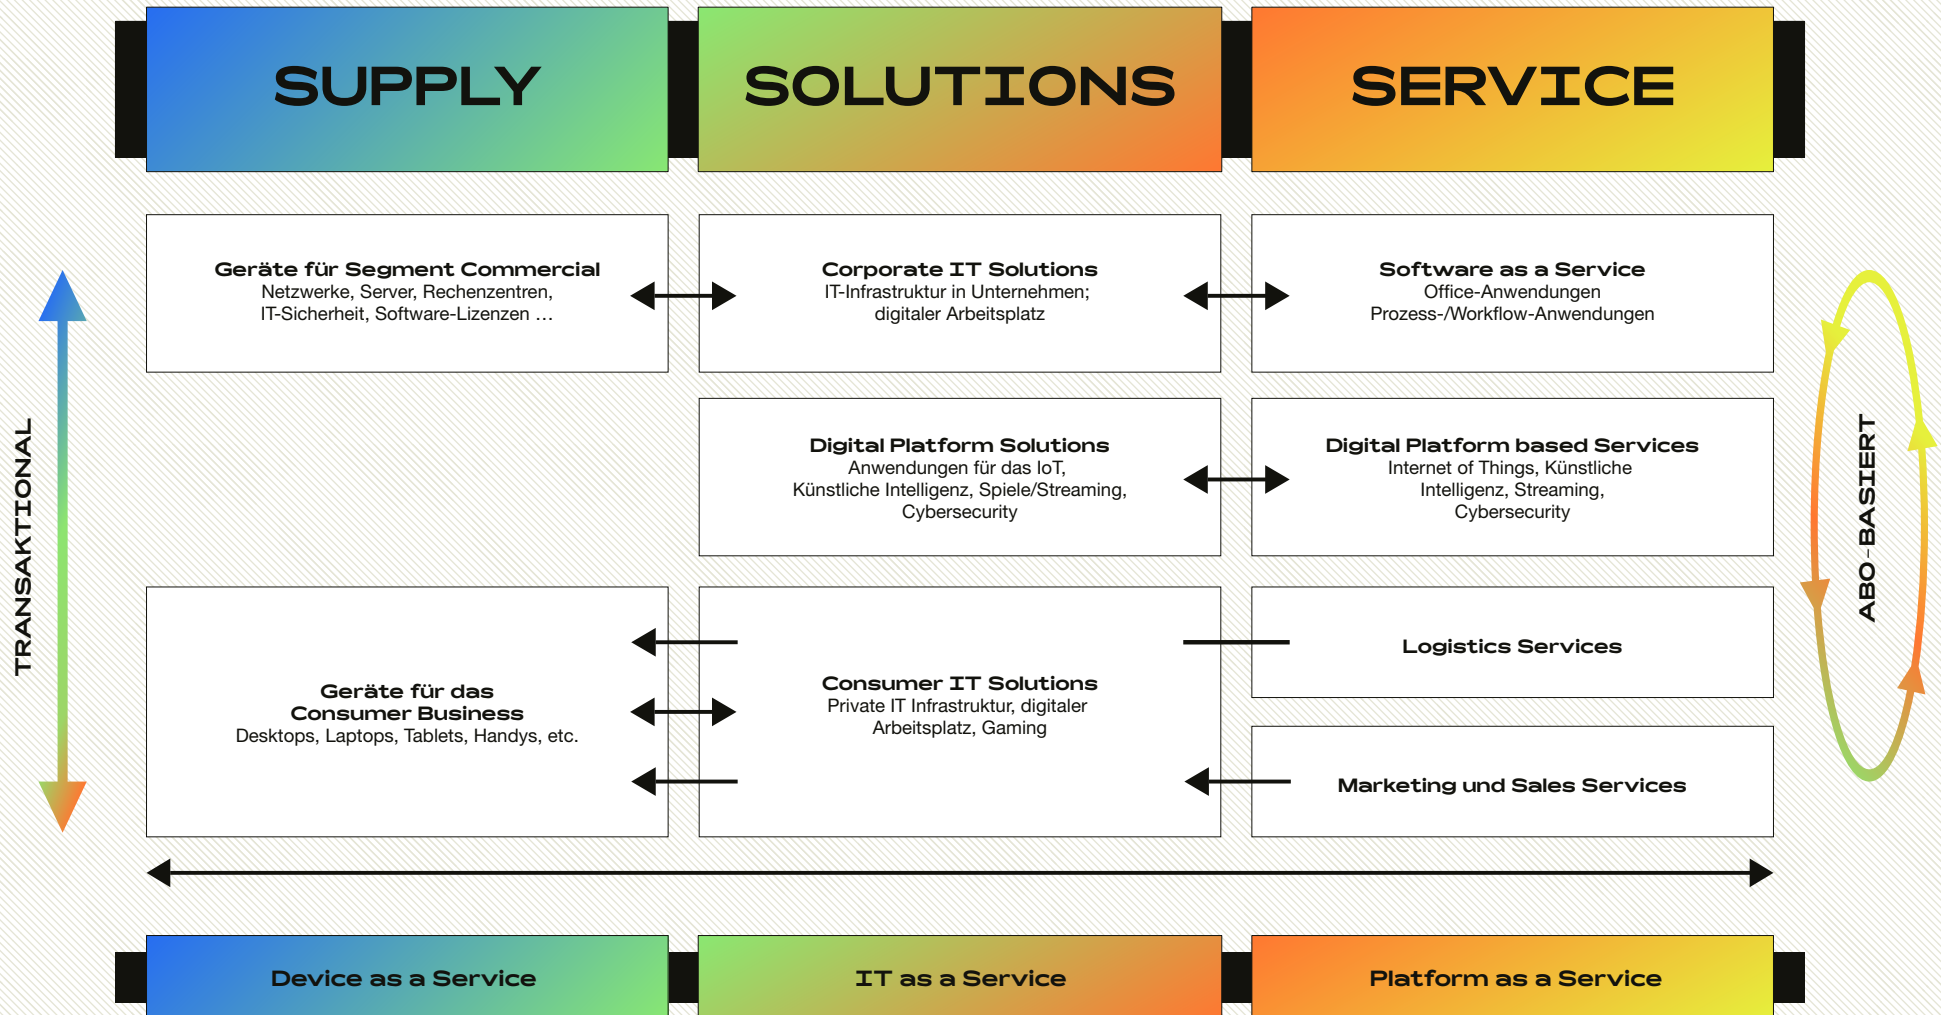 SUPPLY
SOLUTIONS
SERVICE
Geräte für Segment Commercial
Netzwerke, Server, Rechenzentren,
IT-Sicherheit, Software-Lizenzen …
Corporate IT Solutions
IT-Infrastruktur in Unternehmen;
digitaler Arbeitsplatz
Software as a Service
Office-Anwendungen
Prozess-/Workflow-Anwendungen
TRANSAKTIONAL
Digital Platform Solutions
Anwendungen für das IoT,
Künstliche Intelligenz, Spiele/Streaming,
Cybersecurity
Digital Platform based Services
Internet of Things, Künstliche
Intelligenz, Streaming,
Cybersecurity
ABO-BASIERT
Geräte für das
Consumer Business
Desktops, Laptops, Tablets, Handys, etc.
Consumer IT Solutions
Private IT Infrastruktur, digitaler
Arbeitsplatz, Gaming
Logistics Services
Marketing und Sales Services
Device as a Service
IT as a Service
Platform as a Service